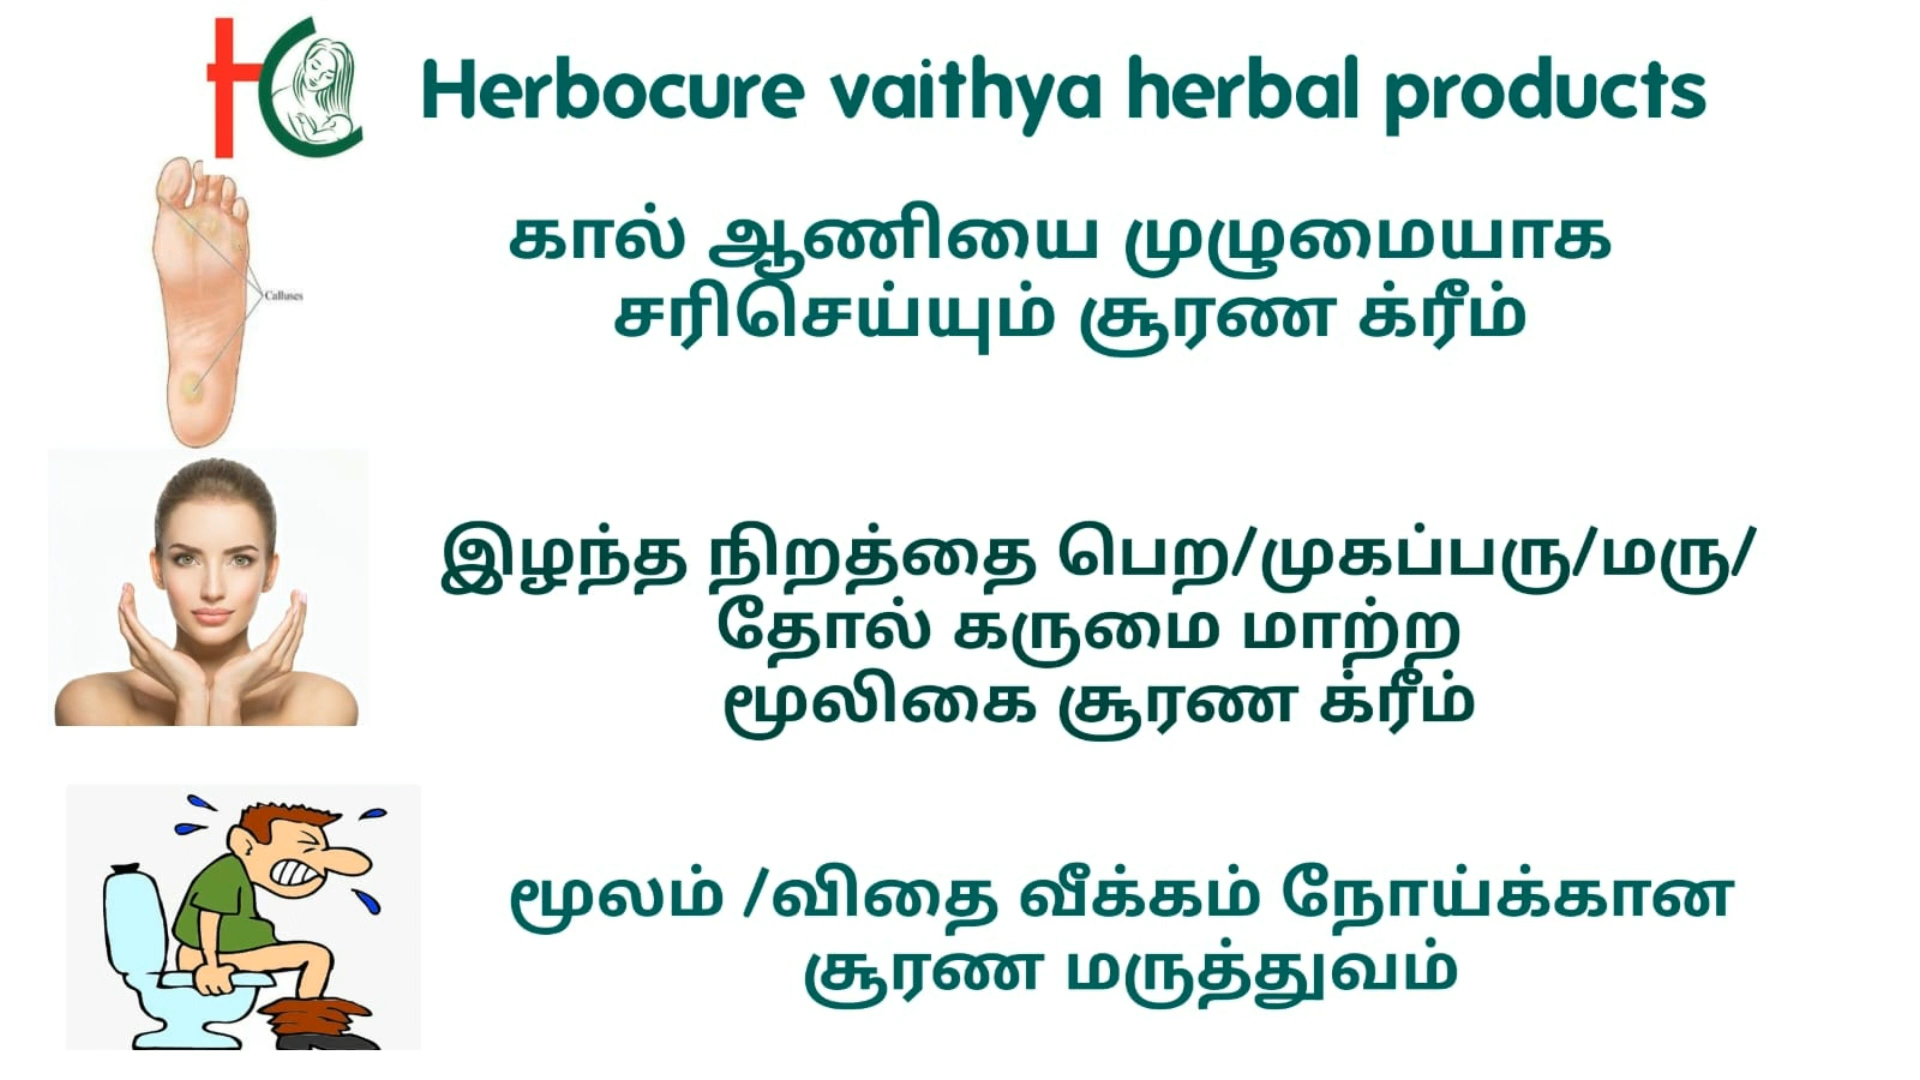 Herbocure vaithya herbal products
கால் ஆணியை முழுமையாக
சரிசெய்யும் சூரண க்ரீம்
Calluses
இழந்த நிறத்தை பெற/முகப்பரு/மரு/
தோல் கருமை மாற்ற
மூலிகை சூரண க்ரீம்
மூலம் /விதை வீக்கம் நோய்க்கான
சூரண மருத்துவம்